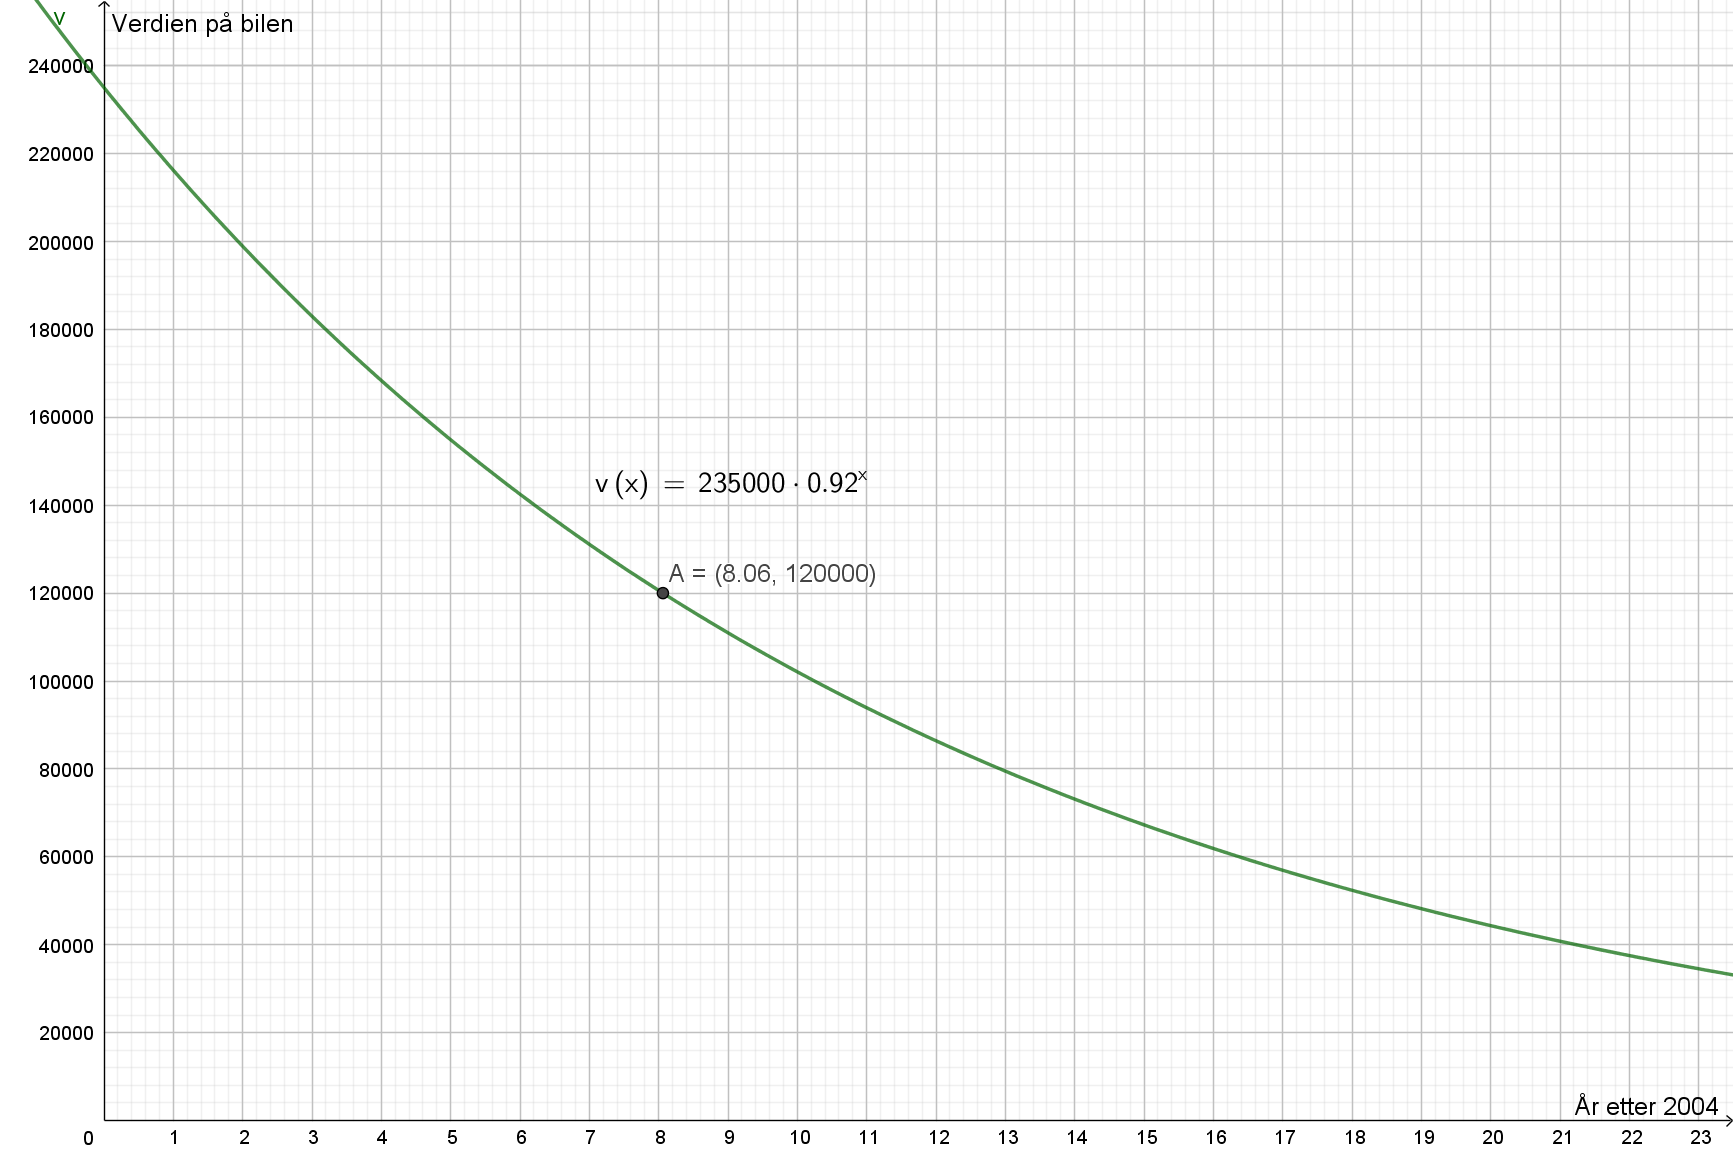 v
Verdien på bilen
240000
220000
200000
180000
160000
v (x) = 235000 · 0.92ˣ
140000
A = (8.06, 120000)
120000
100000
80000
60000
40000
20000
År etter 2004
0 1 2 3 4 5 6 7 8 9 10 11 12 13 14 15 16 17 18 19 20 21 22 23